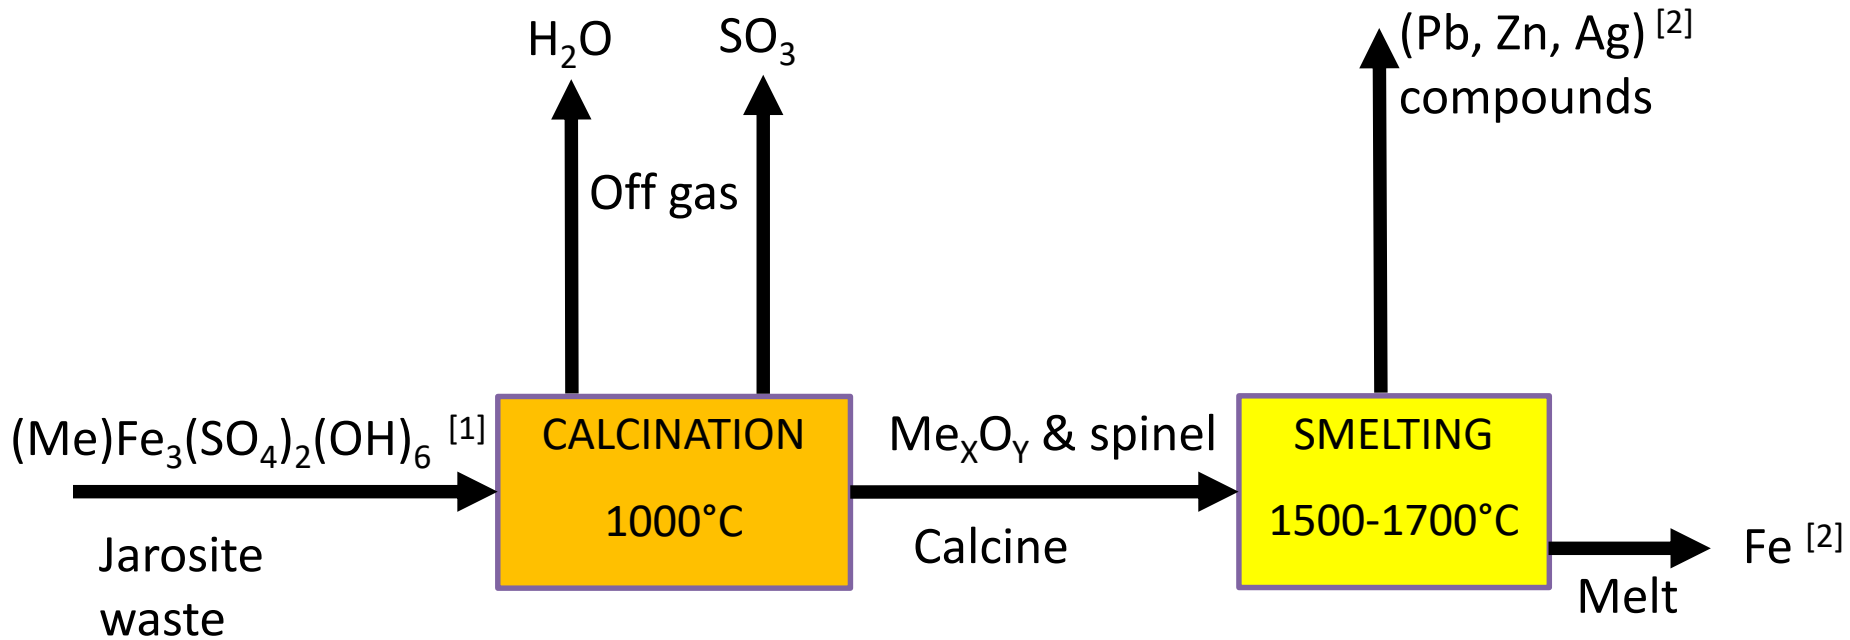 H₂O
SO₃
(Pb, Zn, Ag) [2]
compounds
Off gas
(Me)Fe₃(SO₄)₂(OH)₆ [1]
CALCINATION
MeₓOᵧ & spinel
SMELTING
1000°C
1500-1700°C
Jarosite
waste
Calcine
Fe [2]
Melt